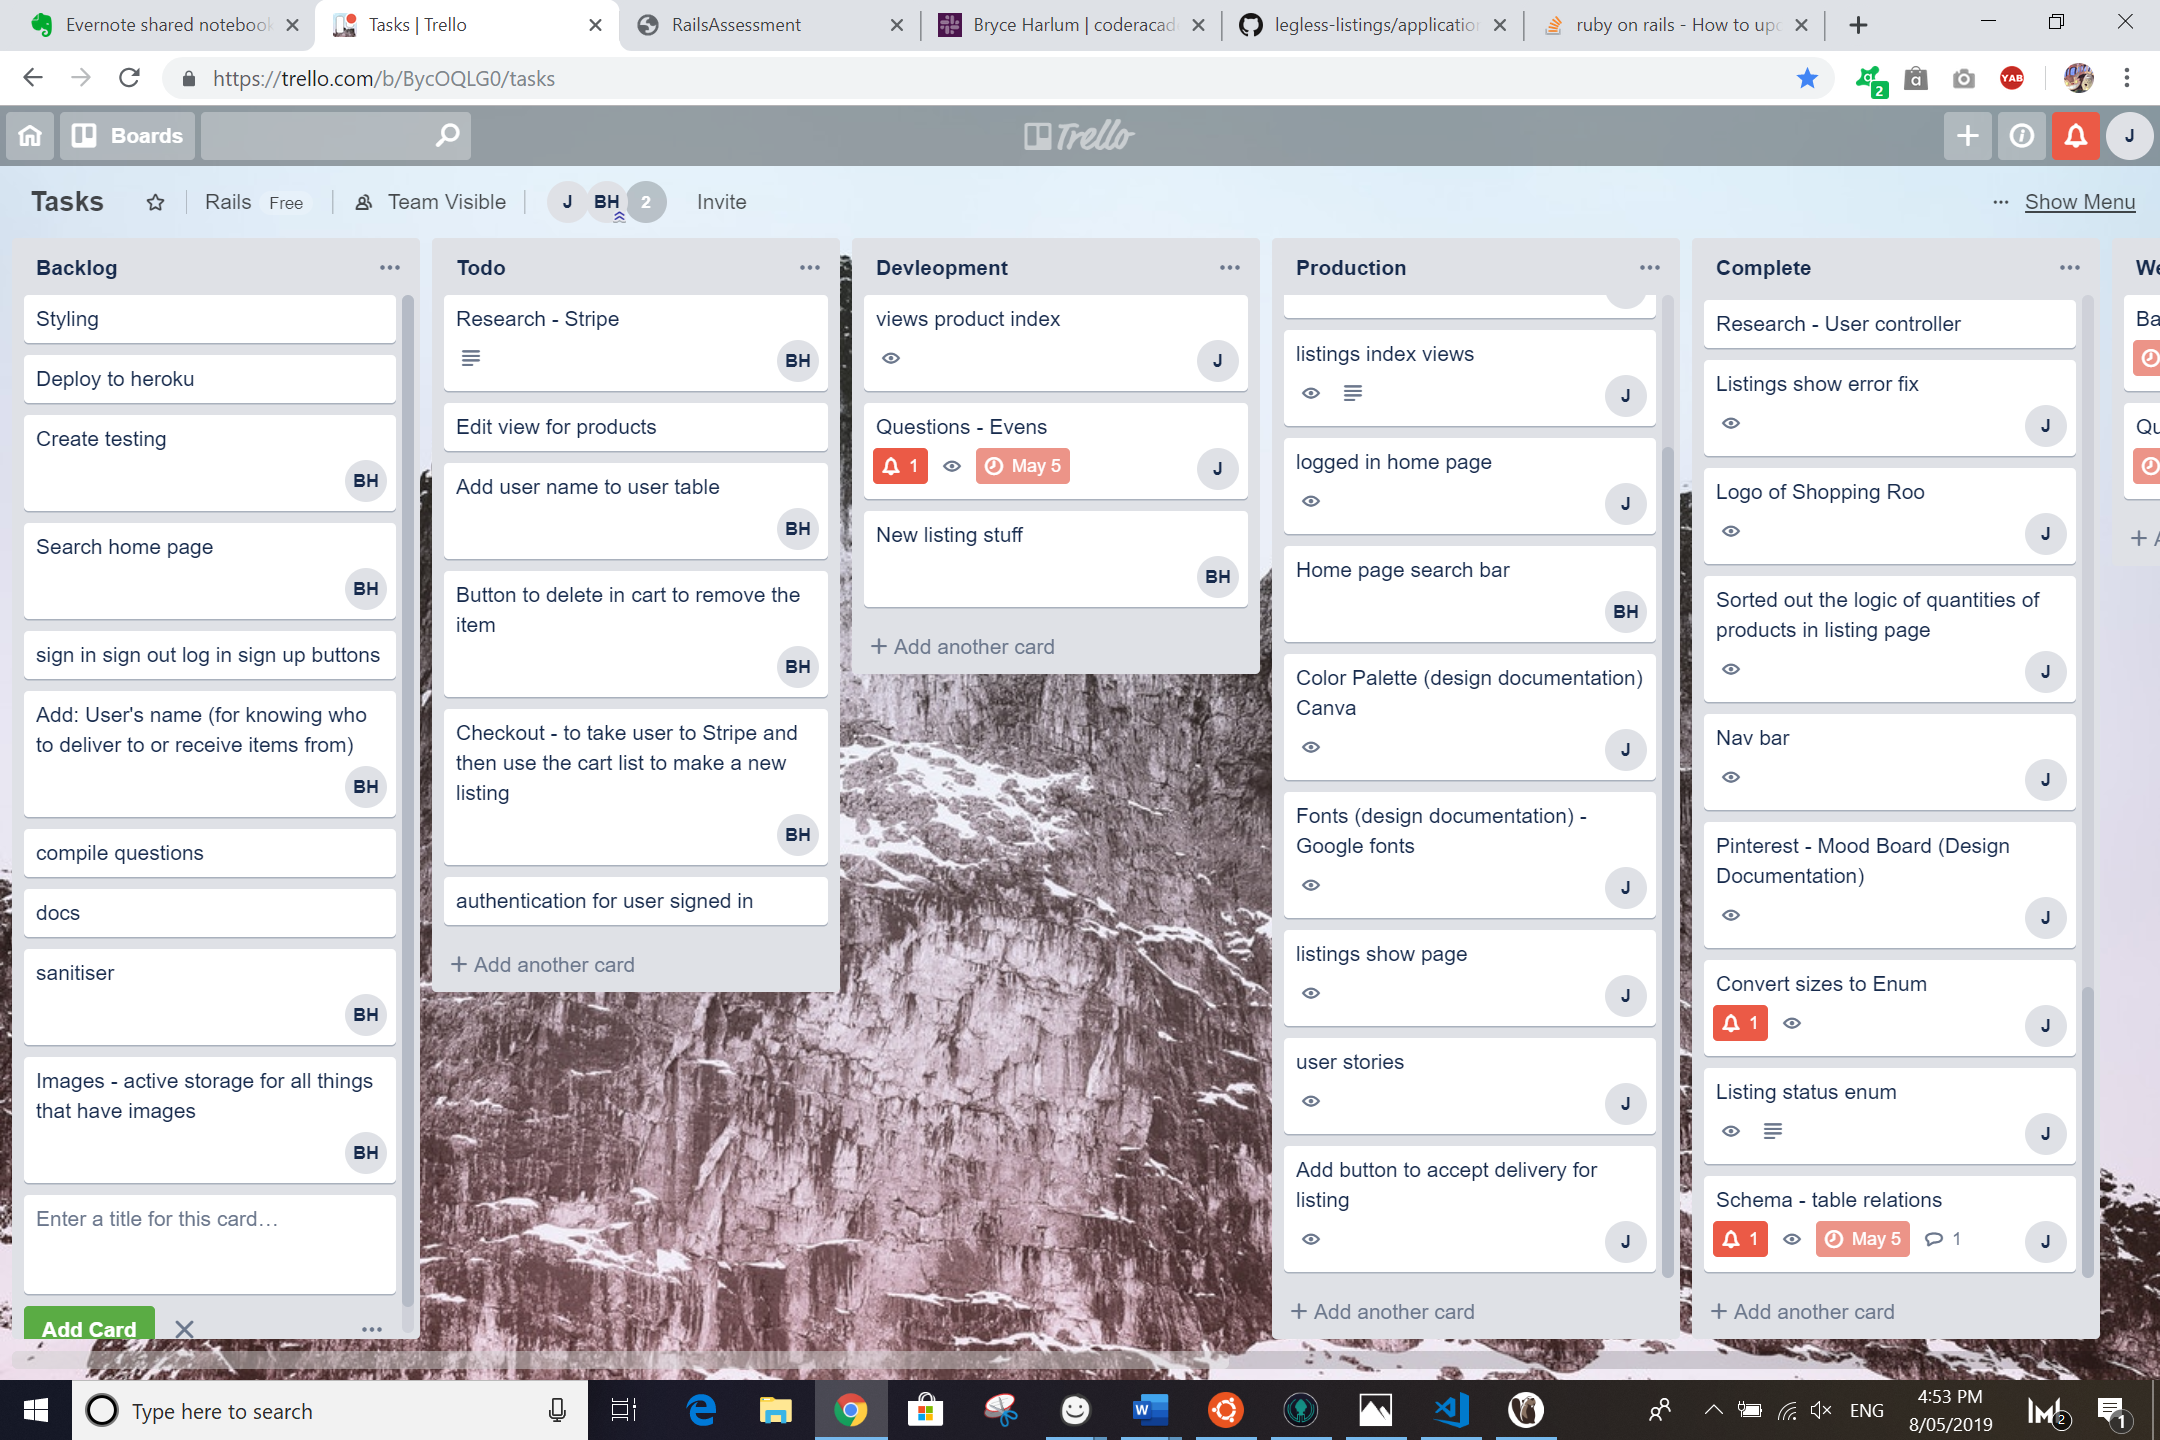 Evernote shared notebook
Tasks | Trello
RailsAssessment
Bryce Harlum | coderacad
legless-listings/application
ruby on rails - How to upd
https://trello.com/b/BycOQLG0/tasks
2
YAB
Boards
Trello
J
Tasks
Rails Free
Team Visible
J BH 2
Invite
... Show Menu
Backlog
Styling
Deploy to heroku
Create testing
BH
Search home page
BH
sign in sign out log in sign up buttons
Add: User's name (for knowing who
to deliver to or receive items from)
BH
compile questions
docs
sanitiser
BH
Images - active storage for all things
that have images
BH
Enter a title for this card…
Add Card
Todo
Research - Stripe
BH
Edit view for products
Add user name to user table
BH
Button to delete in cart to remove the
item
BH
Checkout - to take user to Stripe and
then use the cart list to make a new
listing
BH
authentication for user signed in
+ Add another card
Devleopment
views product index
J
Questions - Evens
1 May 5
J
New listing stuff
BH
+ Add another card
Production
listings index views
J
logged in home page
J
Home page search bar
BH
Color Palette (design documentation)
Canva
J
Fonts (design documentation) -
Google fonts
J
listings show page
J
user stories
J
Add button to accept delivery for
listing
J
+ Add another card
Complete
Research - User controller
Listings show error fix
J
Logo of Shopping Roo
J
Sorted out the logic of quantities of
products in listing page
J
Nav bar
J
Pinterest - Mood Board (Design
Documentation)
J
Convert sizes to Enum
1
J
Listing status enum
J
Schema - table relations
1 May 5 1
J
+ Add another card
We
Ba
Qu
Type here to search
ENG
4:53 PM
8/05/2019
2
1